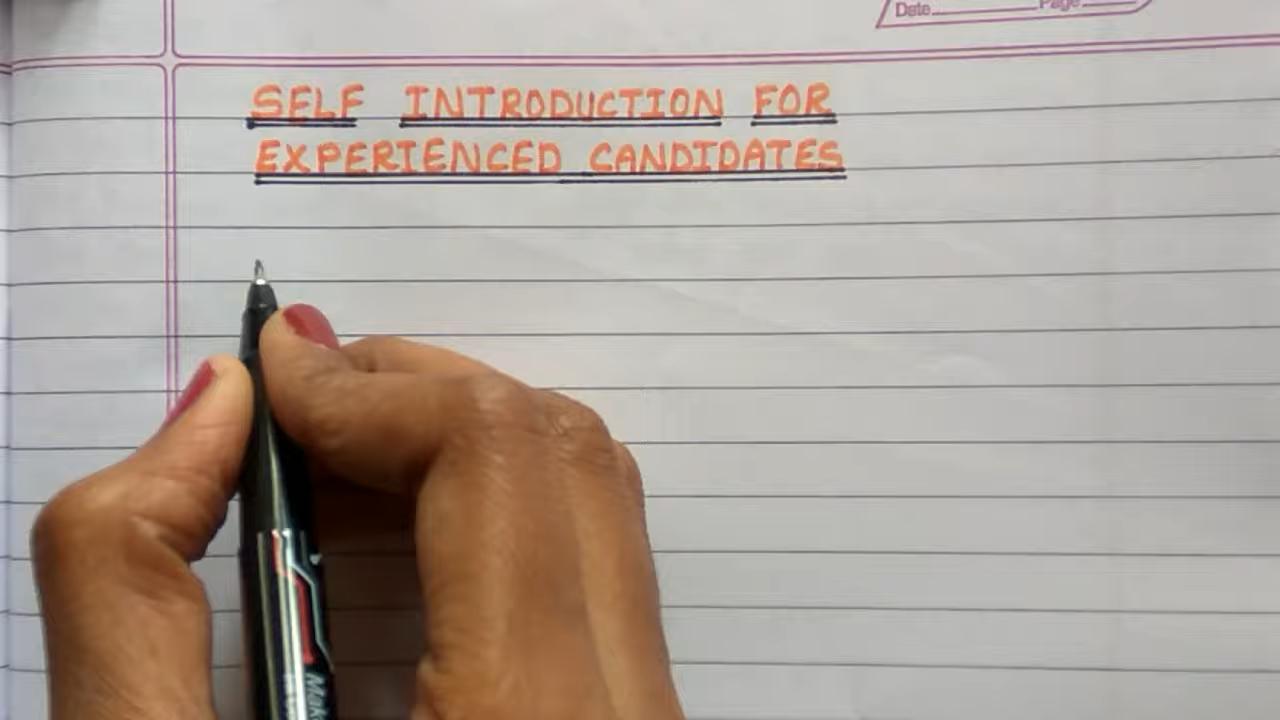 Date Page
SELF INTRODUCTION FOR
EXPERIENCED CANDIDATES